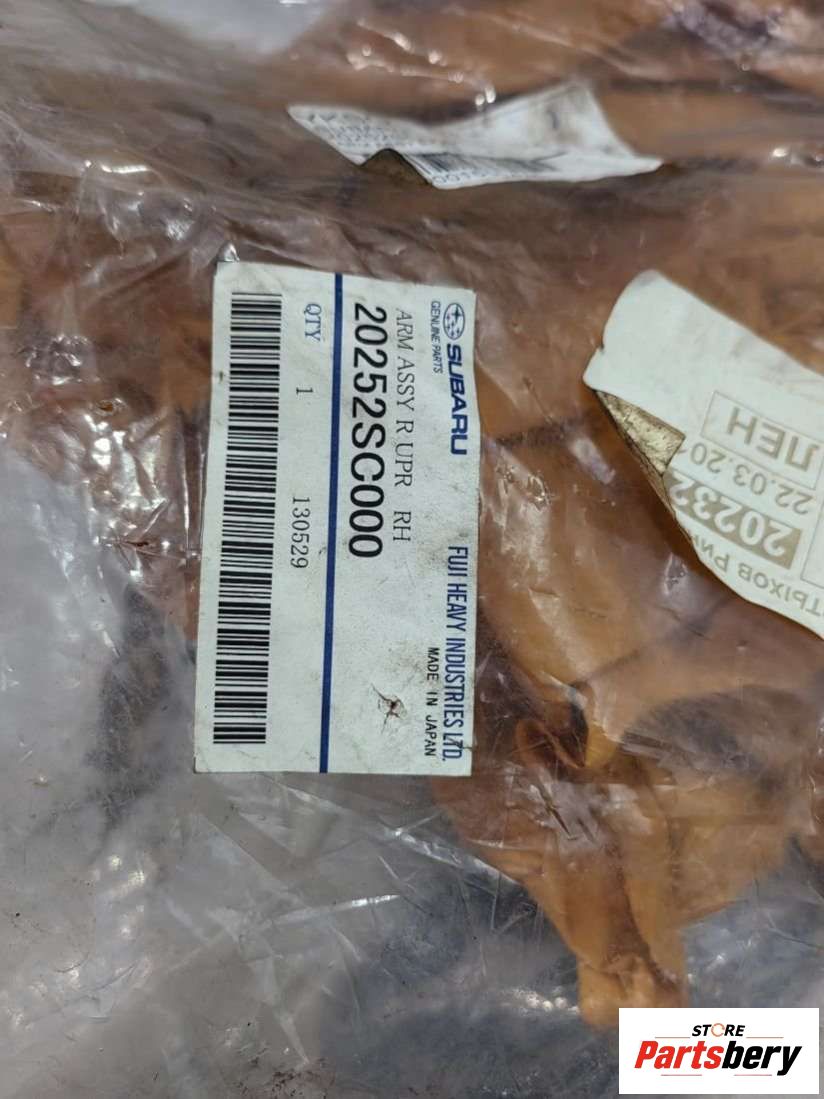 SUBARU
GENUINE PARTS
FUJI HEAVY INDUSTRIES LTD.
MADE IN JAPAN
ARM ASSY R UPR RH
20252SC000
QTY 1 130529
ЛЕН
22.03.20
20232
STORE
Partsbery